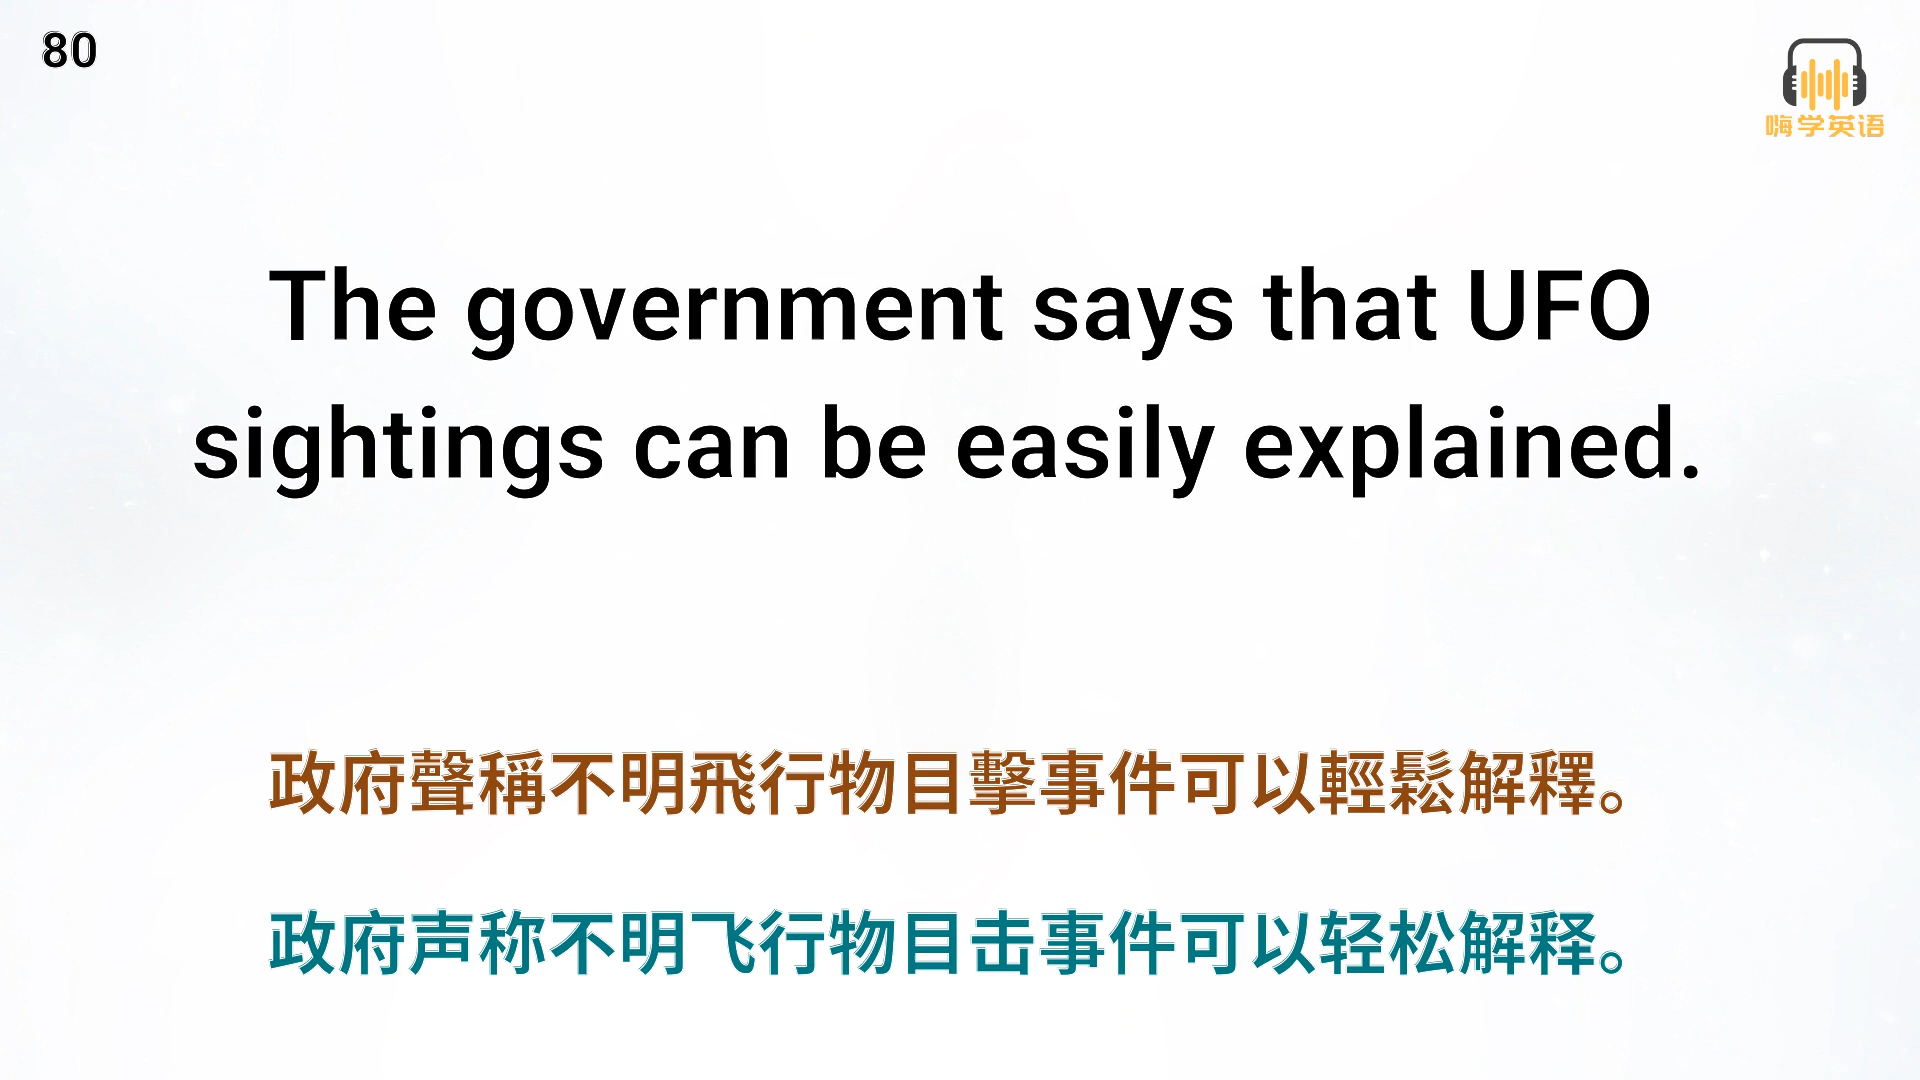 80
嗨学英语
The government says that UFO
sightings can be easily explained.
政府聲稱不明飛行物目擊事件可以輕鬆解釋。
政府声称不明飞行物目击事件可以轻松解释。